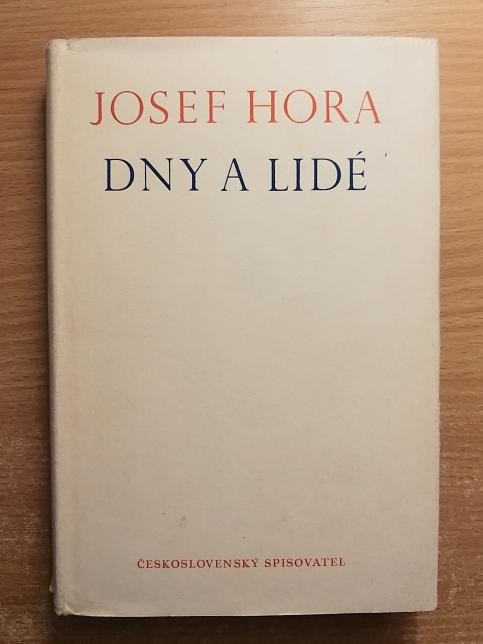 JOSEF HORA
DNY A LIDÉ
ČESKOSLOVENSKÝ SPISOVATEL